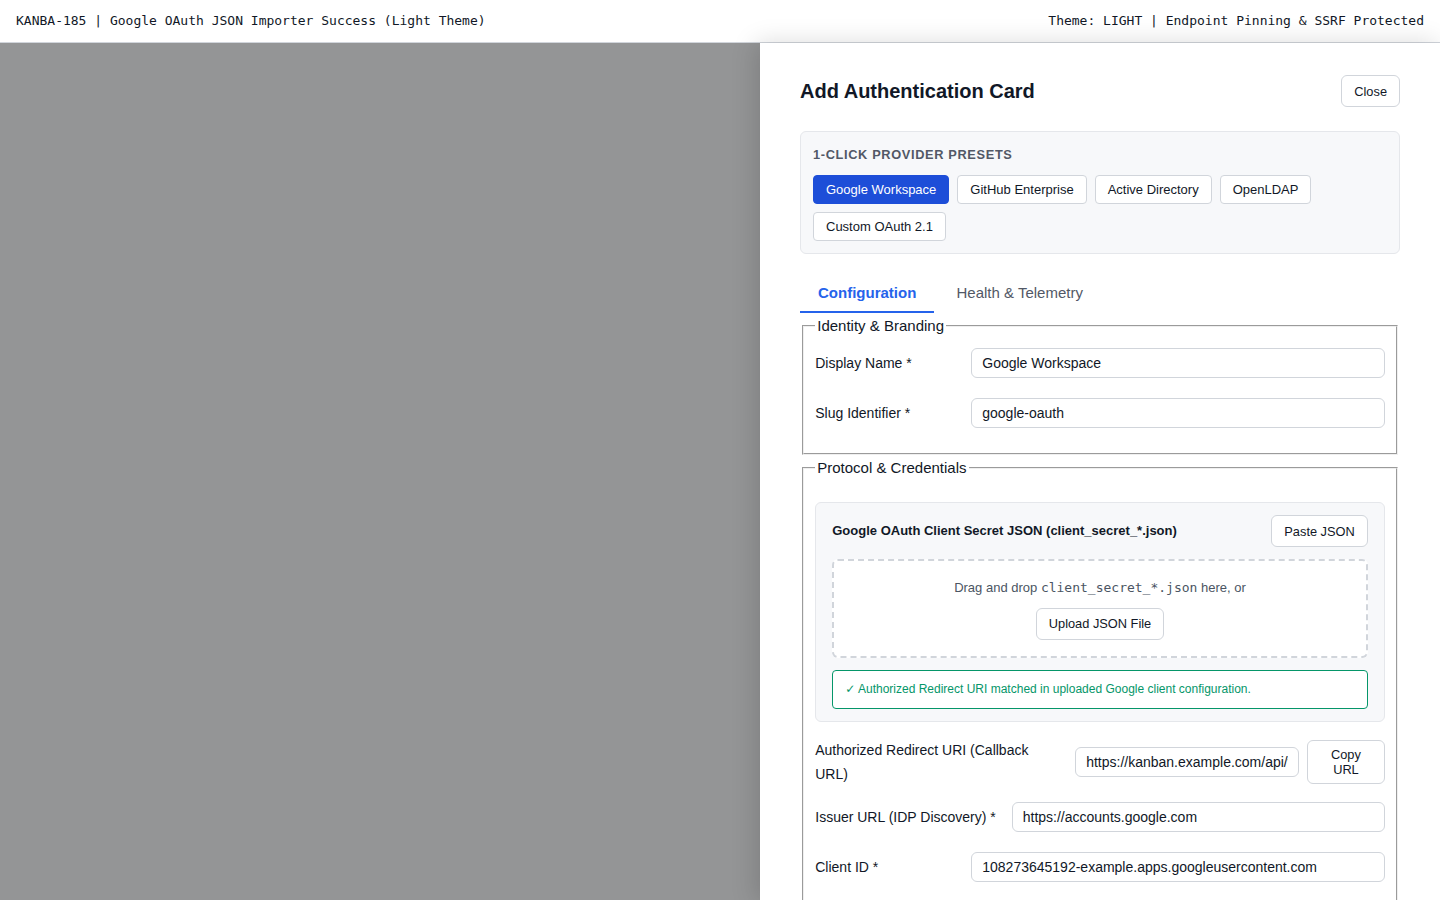 KANBA-185 | Google OAuth JSON Importer Success (Light Theme)
Theme: LIGHT | Endpoint Pinning & SSRF Protected
Add Authentication Card
Close
1-CLICK PROVIDER PRESETS
Google Workspace
GitHub Enterprise
Active Directory
OpenLDAP
Custom OAuth 2.1
Configuration
Health & Telemetry
Identity & Branding
Display Name *
Google Workspace
Slug Identifier *
google-oauth
Protocol & Credentials
Google OAuth Client Secret JSON (client_secret_*.json)
Paste JSON
Drag and drop client_secret_*.json here, or
Upload JSON File
✓ Authorized Redirect URI matched in uploaded Google client configuration.
Authorized Redirect URI (Callback
URL)
https://kanban.example.com/api/
Copy
URL
Issuer URL (IDP Discovery) *
https://accounts.google.com
Client ID *
108273645192-example.apps.googleusercontent.com